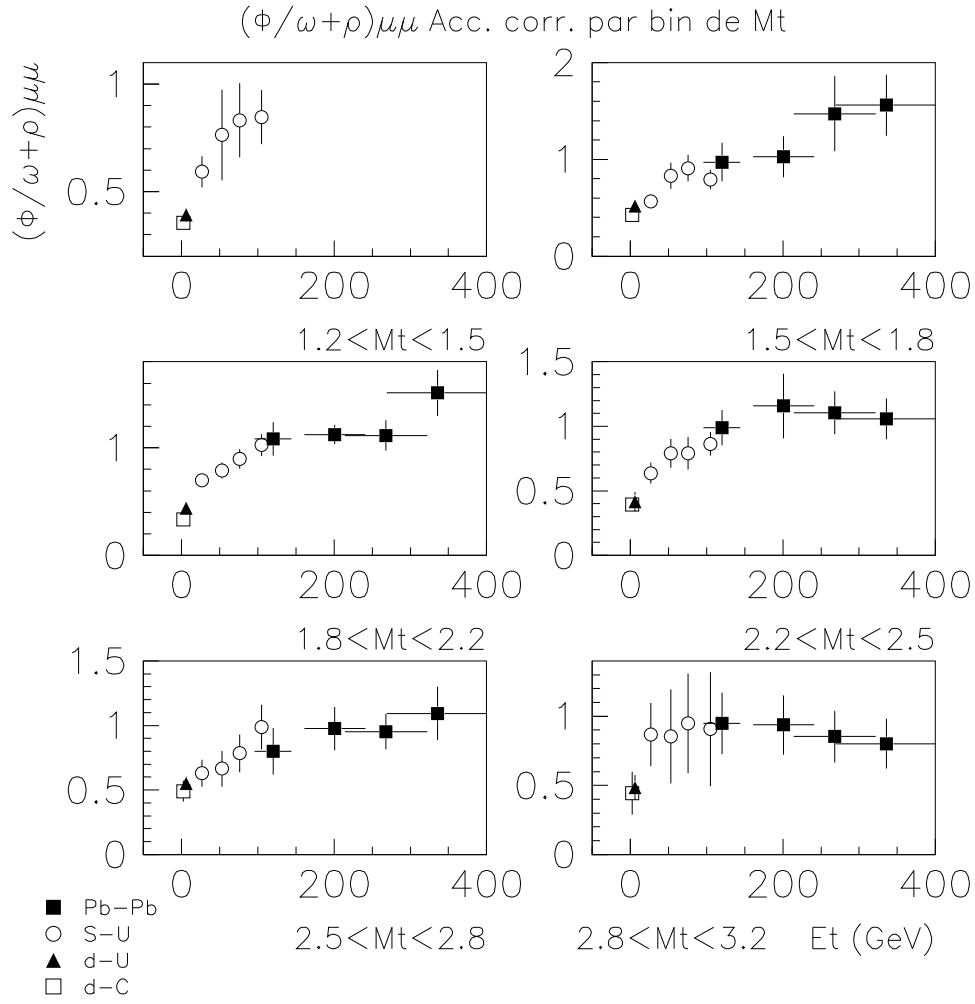 (ϕ/ω+ρ)μμ Acc. corr. par bin de Mt
(ϕ/ω+ρ)μμ
1
0.5
0 200 400
2
1
0
0 200 400
1.2<Mt<1.5
1.5<Mt<1.8
1
0
0 200 400
1.5
1
0.5
0
0 200 400
1.8<Mt<2.2
2.2<Mt<2.5
1.5
1
0.5
0
0 200 400
1
0.5
0
0 200 400
2.5<Mt<2.8
2.8<Mt<3.2 Et (GeV)
Pb-Pb
S-U
d-U
d-C